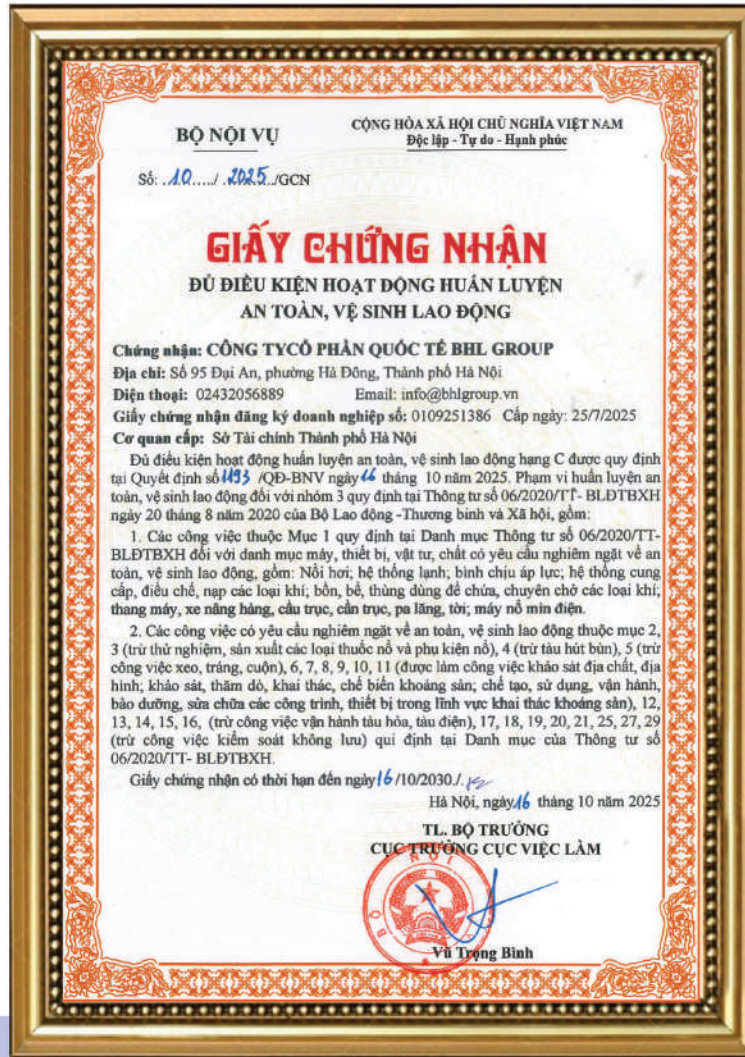 BỘ NỘI VỤ
CỘNG HÒA XÃ HỘI CHỦ NGHĨA VIỆT NAM
Độc lập - Tự do - Hạnh phúc
Số: .10...../ .2025../GCN
GIẤY CHỨNG NHẬN
ĐỦ ĐIỀU KIỆN HOẠT ĐỘNG HUẤN LUYỆN
AN TOÀN, VỆ SINH LAO ĐỘNG
Chứng nhận: CÔNG TYCỔ PHẦN QUỐC TẾ BHL GROUP
Địa chỉ: Số 95 Đại An, phường Hà Đông, Thành phố Hà Nội
Điện thoại: 02432056889 Email: info@bhlgroup.vn
Giấy chứng nhận đăng ký doanh nghiệp số: 0109251386 Cấp ngày: 25/7/2025
Cơ quan cấp: Sở Tài chính Thành phố Hà Nội
Đủ điều kiện hoạt động huấn luyện an toàn, vệ sinh lao động hạng C được quy định
tại Quyết định số 1193 /QĐ-BNV ngày 16 tháng 10 năm 2025. Phạm vi huấn luyện an
toàn, vệ sinh lao động đối với nhóm 3 quy định tại Thông tư số 06/2020/TT- BLĐTBXH
ngày 20 tháng 8 năm 2020 của Bộ Lao động -Thương binh và Xã hội, gồm:
1. Các công việc thuộc Mục 1 quy định tại Danh mục Thông tư số 06/2020/TT-
BLĐTBXH đối với danh mục máy, thiết bị, vật tư, chất có yêu cầu nghiêm ngặt về an
toàn, vệ sinh lao động, gồm: Nồi hơi; hệ thống lạnh; bình chịu áp lực; hệ thống cung
cấp, điều chế, nạp các loại khí; bồn, bể, thùng dùng để chứa, chuyên chở các loại khí;
thang máy, xe nâng hàng, cầu trục, cần trục, pa lăng, tời; máy nổ mìn điện.
2. Các công việc có yêu cầu nghiêm ngặt về an toàn, vệ sinh lao động thuộc mục 2,
3 (trừ thử nghiệm, sản xuất các loại thuốc nổ và phụ kiện nổ), 4 (trừ tàu hút bùn), 5 (trừ
công việc xeo, tráng, cuộn), 6, 7, 8, 9, 10, 11 (được làm công việc khảo sát địa chất, địa
hình; khảo sát, thăm dò, khai thác, chế biến khoáng sản; chế tạo, sử dụng, vận hành,
bảo dưỡng, sửa chữa các công trình, thiết bị trong lĩnh vực khai thác khoáng sản), 12,
13, 14, 15, 16, (trừ công việc vận hành tàu hỏa, tàu điện), 17, 18, 19, 20, 21, 25, 27, 29
(trừ công việc kiểm soát không lưu) qui định tại Danh mục của Thông tư số
06/2020/TT- BLĐTBXH.
Giấy chứng nhận có thời hạn đến ngày 16/10/2030./.
Hà Nội, ngày 16 tháng 10 năm 2025
TL. BỘ TRƯỞNG
CỤC TRƯỞNG CỤC VIỆC LÀM
BỘ NỘI VỤ
Vũ Trọng Bình